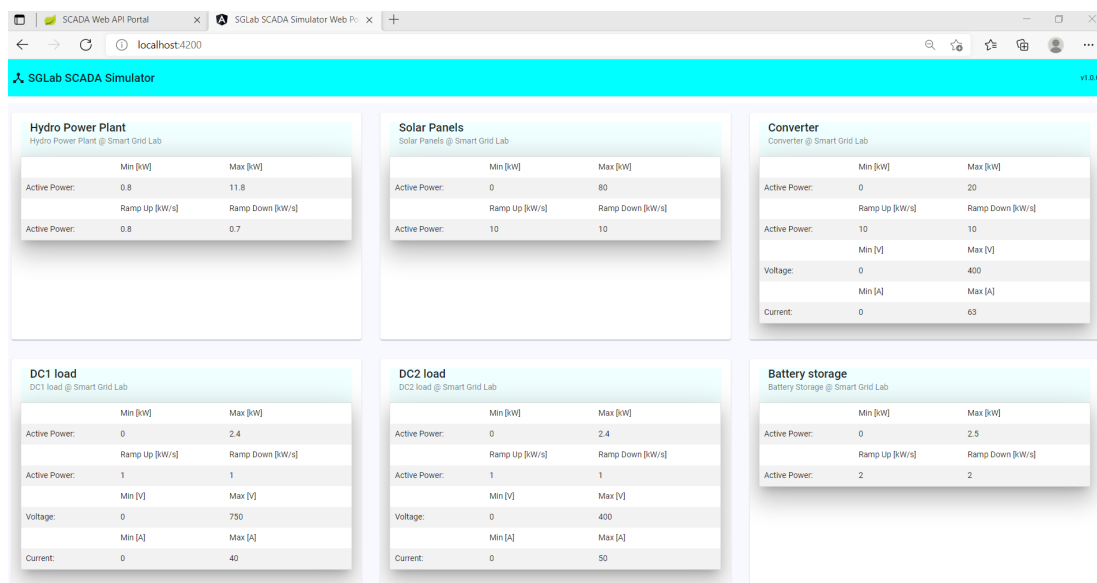 SCADA Web API Portal
SGLab SCADA Simulator Web Po
localhost:4200
SGLab SCADA Simulator
v1.0.
Hydro Power Plant
Hydro Power Plant @ Smart Grid Lab
Min [kW] Max [kW]
Active Power: 0.8 11.8
Ramp Up [kW/s] Ramp Down [kW/s]
Active Power: 0.8 0.7
Solar Panels
Solar Panels @ Smart Grid Lab
Min [kW] Max [kW]
Active Power: 0 80
Ramp Up [kW/s] Ramp Down [kW/s]
Active Power: 10 10
Converter
Converter @ Smart Grid Lab
Min [kW] Max [kW]
Active Power: 0 20
Ramp Up [kW/s] Ramp Down [kW/s]
Active Power: 10 10
Min [V] Max [V]
Voltage: 0 400
Min [A] Max [A]
Current: 0 63
DC1 load
DC1 load @ Smart Grid Lab
Min [kW] Max [kW]
Active Power: 0 2.4
Ramp Up [kW/s] Ramp Down [kW/s]
Active Power: 1 1
Min [V] Max [V]
Voltage: 0 750
Min [A] Max [A]
Current: 0 40
DC2 load
DC2 load @ Smart Grid Lab
Min [kW] Max [kW]
Active Power: 0 2.4
Ramp Up [kW/s] Ramp Down [kW/s]
Active Power: 1 1
Min [V] Max [V]
Voltage: 0 400
Min [A] Max [A]
Current: 0 50
Battery storage
Battery Storage @ Smart Grid Lab
Min [kW] Max [kW]
Active Power: 0 2.5
Ramp Up [kW/s] Ramp Down [kW/s]
Active Power: 2 2